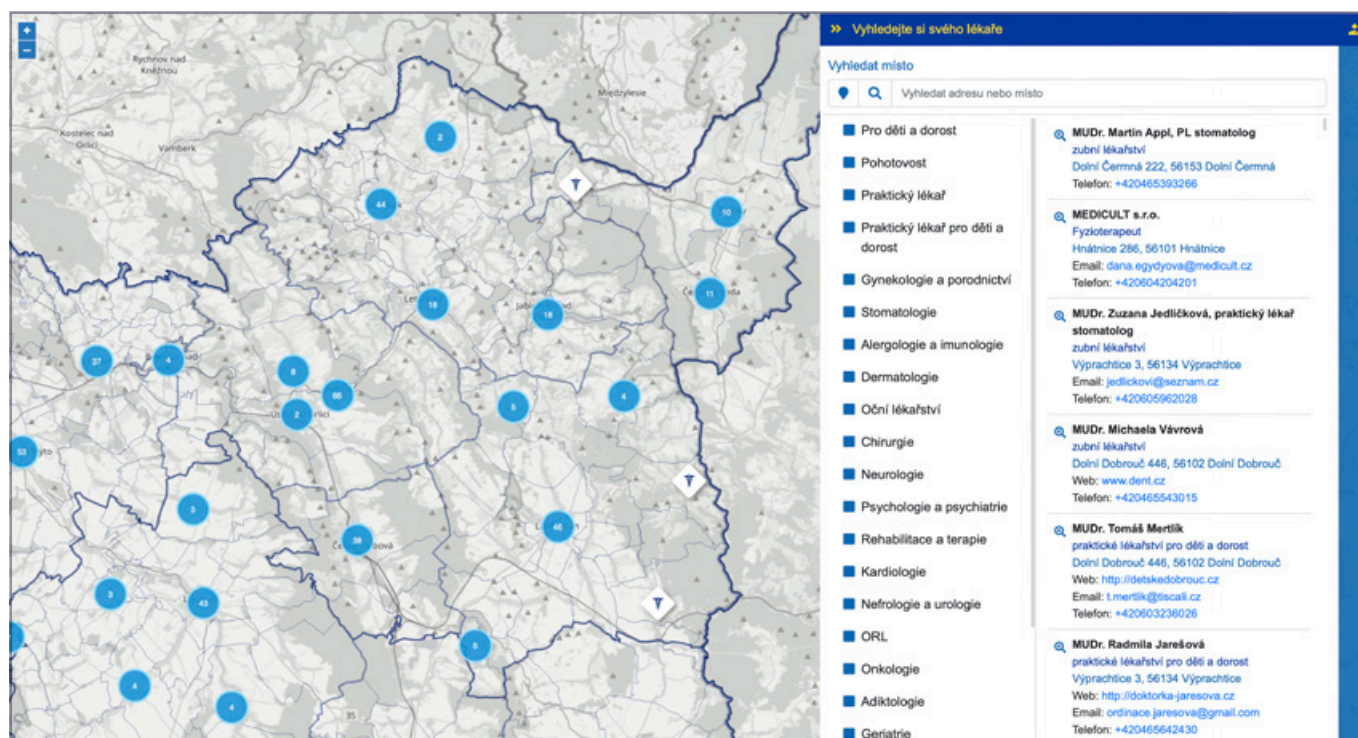 Rychnov nad
Kněžnou
Międzylesie
Kostelec nad
Orlicí
Vamberk
2
44
10
11
18
18
37
4
8
66
2
5
4
53
3
38
46
3
43
5
4
4
35
Vyhledejte si svého lékaře
Vyhledat místo
Vyhledat adresu nebo místo
Pro děti a dorost
Pohotovost
Praktický lékař
Praktický lékař pro děti a
dorost
Gynekologie a porodnictví
Stomatologie
Alergologie a imunologie
Dermatologie
Oční lékařství
Chirurgie
Neurologie
Psychologie a psychiatrie
Rehabilitace a terapie
Kardiologie
Nefrologie a urologie
ORL
Onkologie
Adiktologie
Geriatrie
MUDr. Martin Appl, PL stomatolog
zubní lékařství
Dolní Čermná 222, 56153 Dolní Čermná
Telefon: +420465393266
MEDICULT s.r.o.
Fyzioterapeut
Hnátnice 286, 56101 Hnátnice
Email: dana.egydyova@medicult.cz
Telefon: +420604204201
MUDr. Zuzana Jedličková, praktický lékař
stomatolog
zubní lékařství
Výprachtice 3, 56134 Výprachtice
Email: jedlickovi@seznam.cz
Telefon: +420605962028
MUDr. Michaela Vávrová
zubní lékařství
Dolní Dobrouč 446, 56102 Dolní Dobrouč
Web: www.dent.cz
Telefon: +420465543015
MUDr. Tomáš Mertlík
praktické lékařství pro děti a dorost
Dolní Dobrouč 446, 56102 Dolní Dobrouč
Web: http://detskedobrouc.cz
Email: t.mertlik@tiscali.cz
Telefon: +420603236026
MUDr. Radmila Jarešová
praktické lékařství pro děti a dorost
Výprachtice 3, 56134 Výprachtice
Web: http://doktorka-jaresova.cz
Email: ordinace.jaresova@gmail.com
Telefon: +420465642430